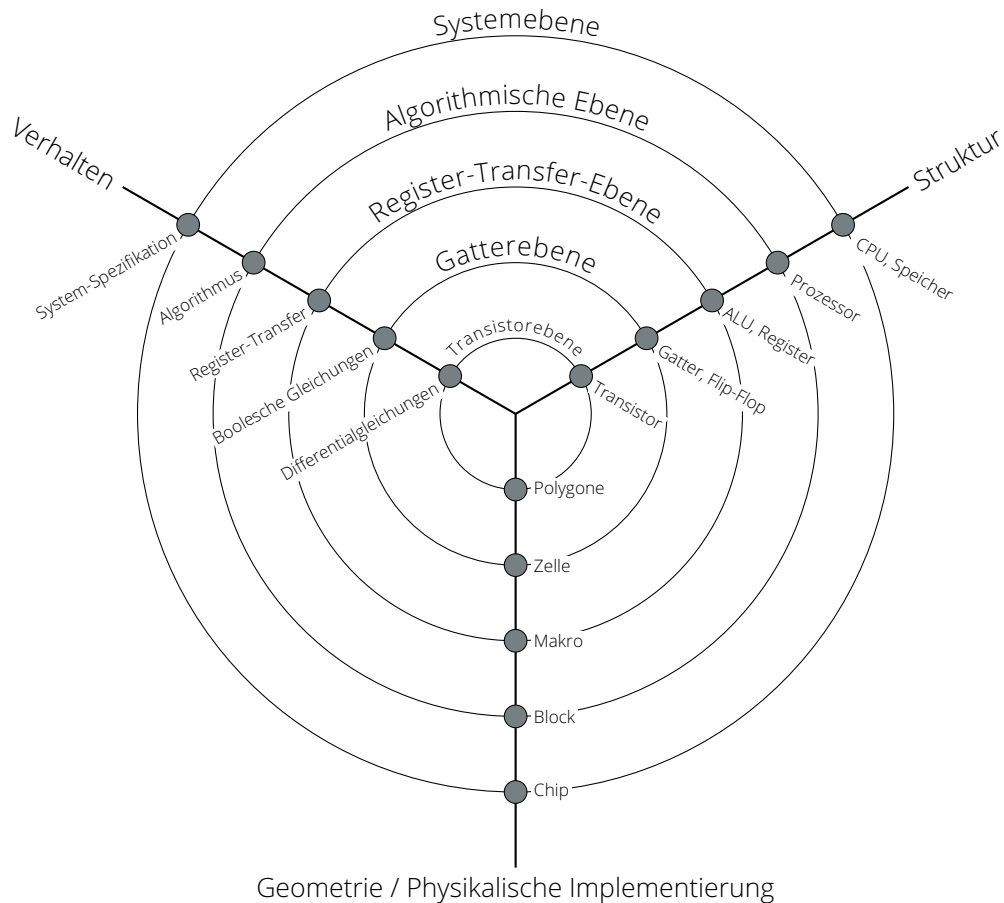 Systemebene
Algorithmische Ebene
Register-Transfer-Ebene
Gatterebene
Transistorebene
Verhalten
System-Spezifikation
Algorithmus
Register-Transfer
Boolesche Gleichungen
Differentialgleichungen
Struktur
CPU, Speicher
Prozessor
ALU, Register
Gatter, Flip-Flop
Transistor
Polygone
Zelle
Makro
Block
Chip
Geometrie / Physikalische Implementierung